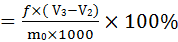 = f×( V₃−V₂) / m₀×1000 × 100%